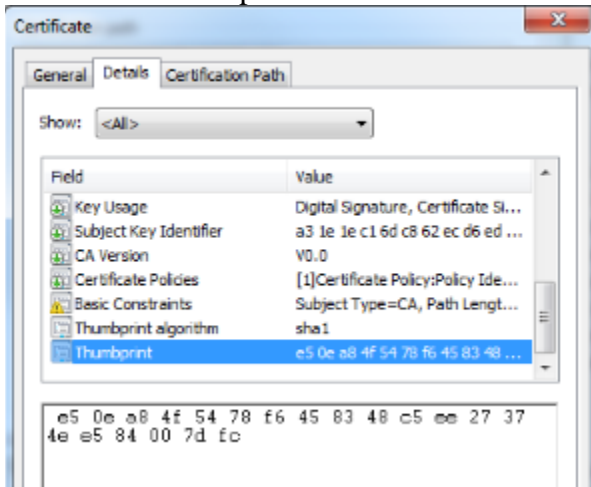 Certificate
General Details Certification Path
Show: <All>
Field Value
Key Usage Digital Signature, Certificate Si...
Subject Key Identifier a3 1e 1e c1 6d c8 62 ec d6 ed ...
CA Version V0.0
Certificate Policies [1]Certificate Policy:Policy Ide...
Basic Constraints Subject Type=CA, Path Lengt...
Thumbprint algorithm sha1
Thumbprint e5 0e a8 4f 54 78 f6 45 83 48 ...
e5 0e a8 4f 54 78 f6 45 83 48 c5 ee 27 37
4e e5 84 00 7d fc